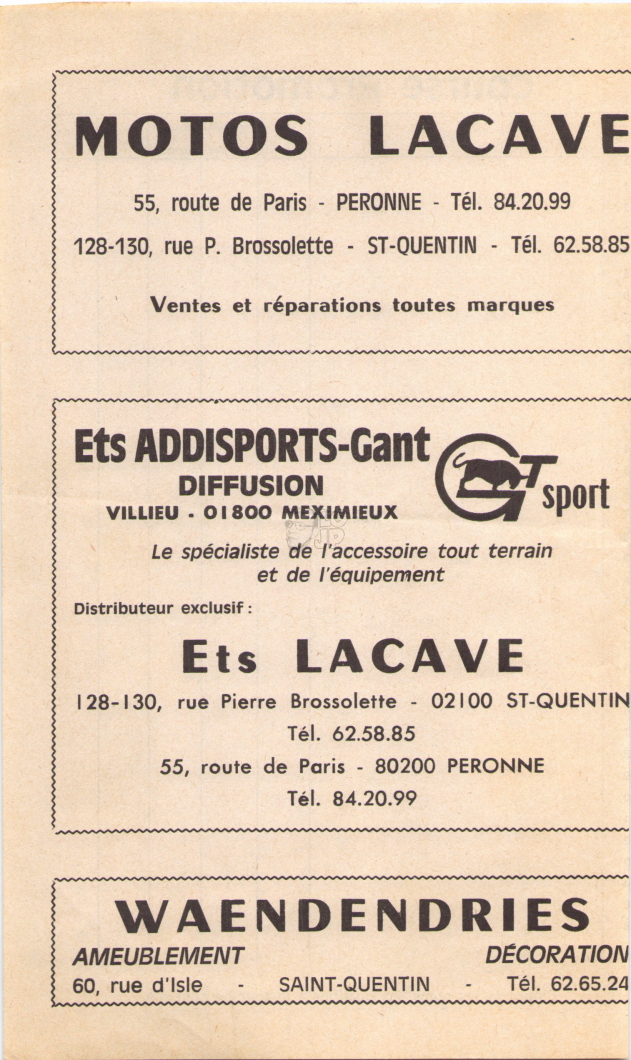 MOTOS LACAVE
55, route de Paris - PERONNE - Tél. 84.20.99
128-130, rue P. Brossolette - ST-QUENTIN - Tél. 62.58.85
Ventes et réparations toutes marques
Ets ADDISPORTS-Gant
GT sport
DIFFUSION
VILLIEU - 01800 MEXIMIEUX
Le spécialiste de l'accessoire tout terrain
et de l'équipement
Distributeur exclusif :
Ets LACAVE
128-130, rue Pierre Brossolette - 02100 ST-QUENTIN
Tél. 62.58.85
55, route de Paris - 80200 PERONNE
Tél. 84.20.99
WAENDENDRIES
AMEUBLEMENT DÉCORATION
60, rue d'Isle - SAINT-QUENTIN - Tél. 62.65.24